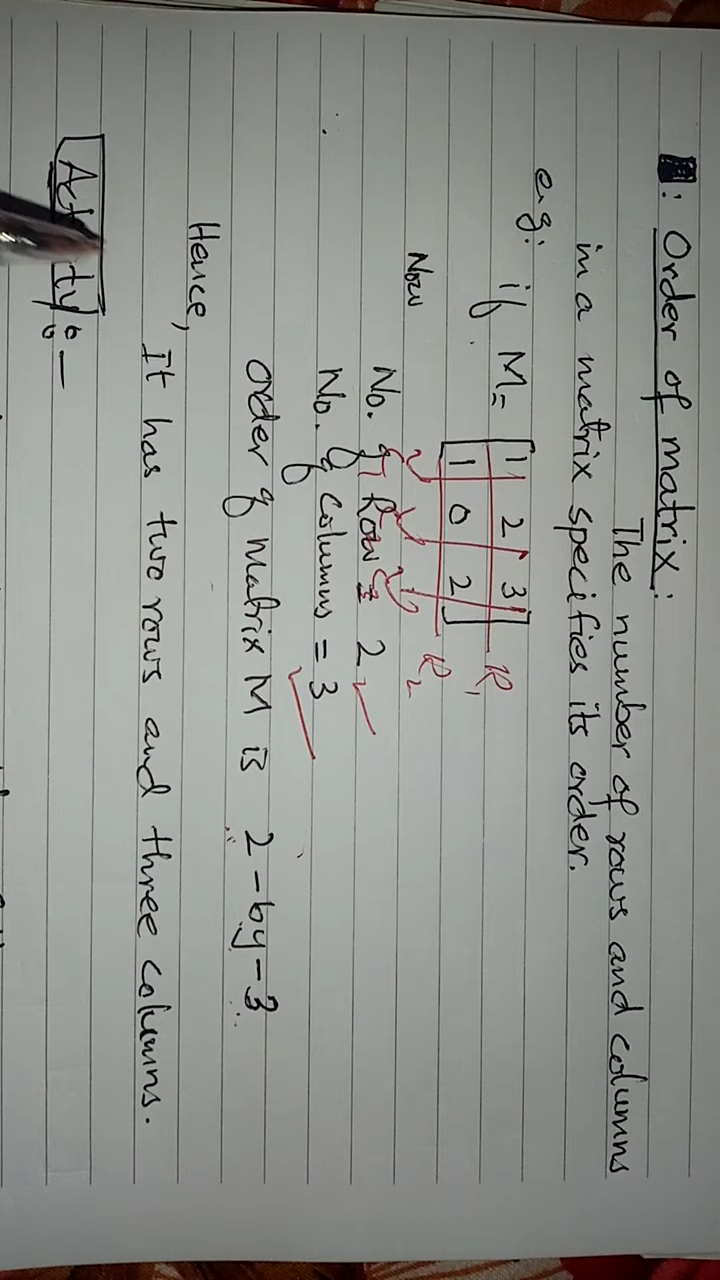 : Order of matrix:
The number of rows and columns
in a matrix specifies its order.
e.g: if M = [1 2 3
1 0 2]
R1
R2
Now
No. of Row = 2
No. of columns = 3
Order of Matrix M is 2-by-3
Hence,
It has two rows and three columns.